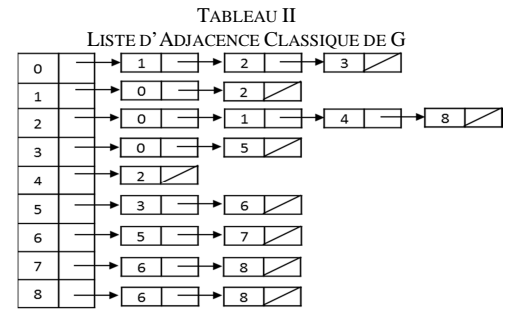 TABLEAU II
LISTE D'ADJACENCE CLASSIQUE DE G
0 1 2 3
1 0 2
2 0 1 4 8
3 0 5
4 2
5 3 6
6 5 7
7 6 8
8 6 8